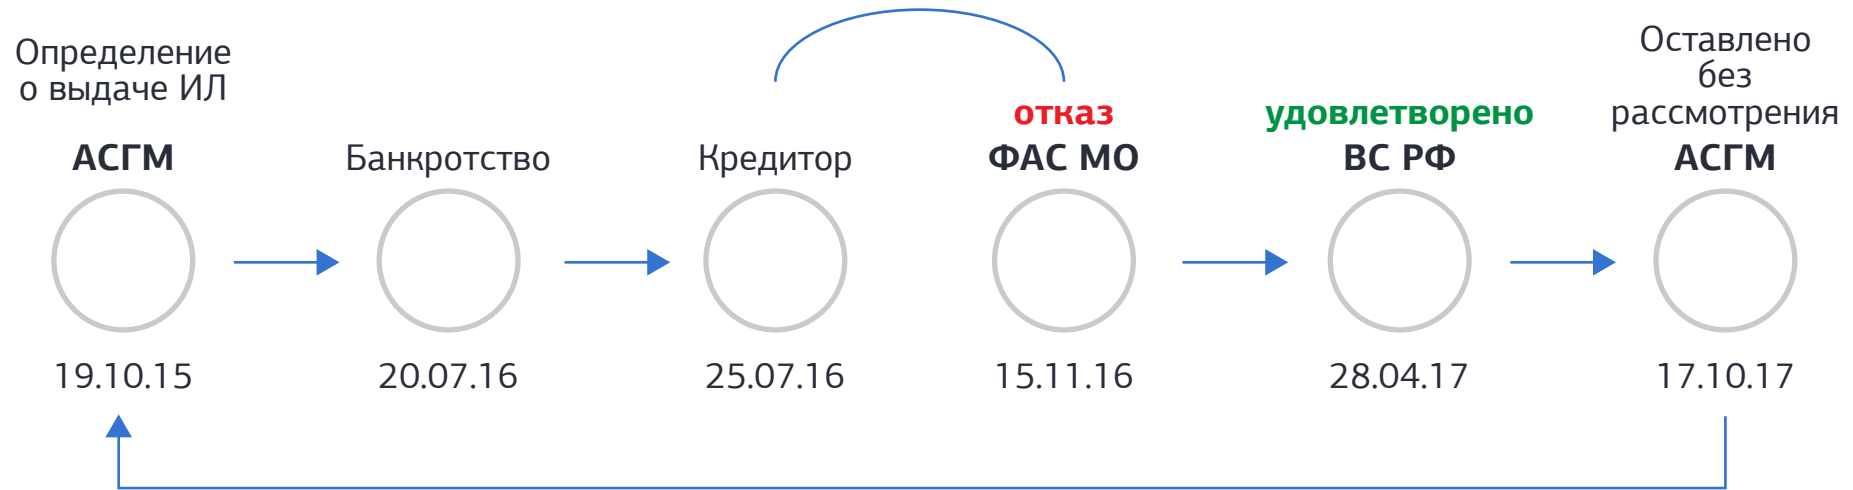 Определение
о выдаче ИЛ
АСГМ
19.10.15
Банкротство
20.07.16
Кредитор
25.07.16
отказ
ФАС МО
15.11.16
удовлетворено
ВС РФ
28.04.17
Оставлено
без
рассмотрения
АСГМ
17.10.17